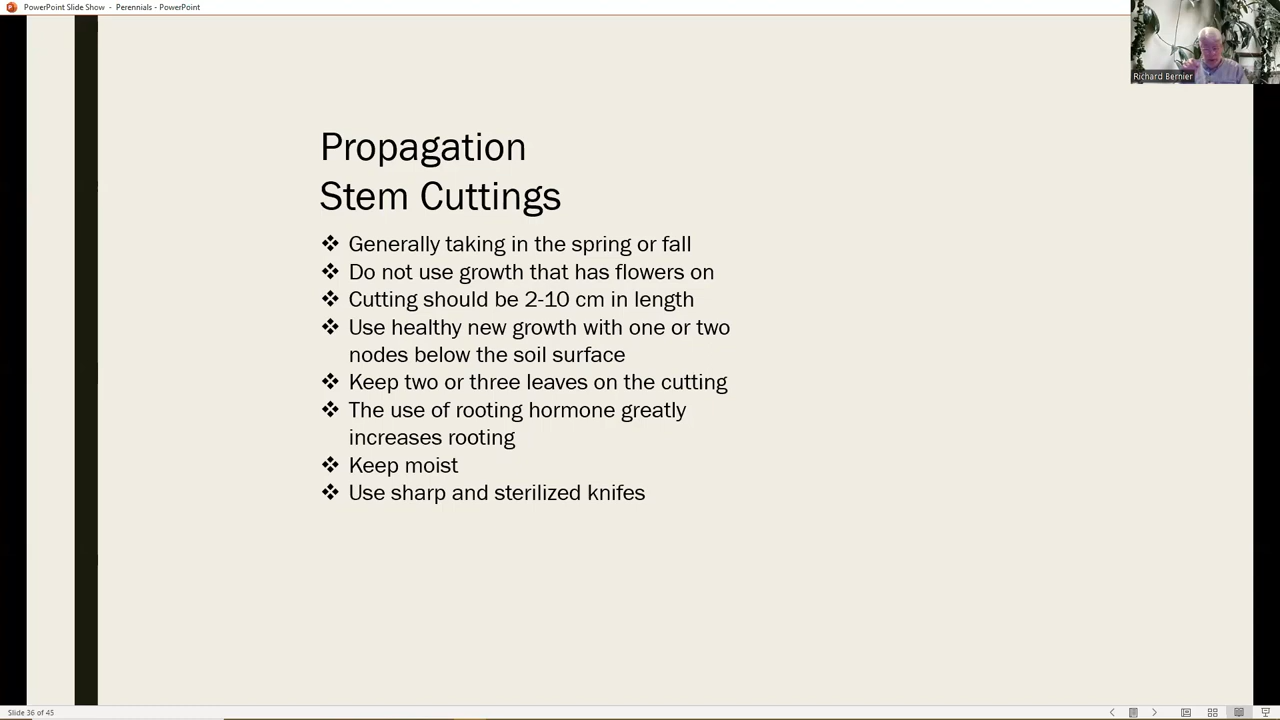 PowerPoint Slide Show - Perennials - PowerPoint
Richard Bernier
Propagation
Stem Cuttings
❖ Generally taking in the spring or fall
❖ Do not use growth that has flowers on
❖ Cutting should be 2-10 cm in length
❖ Use healthy new growth with one or two
nodes below the soil surface
❖ Keep two or three leaves on the cutting
❖ The use of rooting hormone greatly
increases rooting
❖ Keep moist
❖ Use sharp and sterilized knifes
Slide 36 of 45